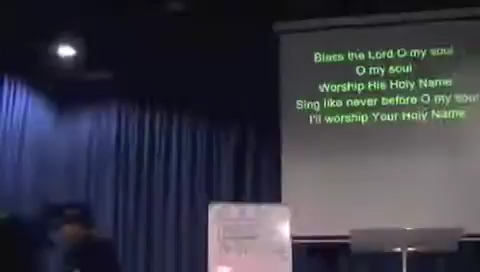 Bless the Lord O my soul
O my soul
Worship His Holy Name
Sing like never before O my soul
I'll worship Your Holy Name